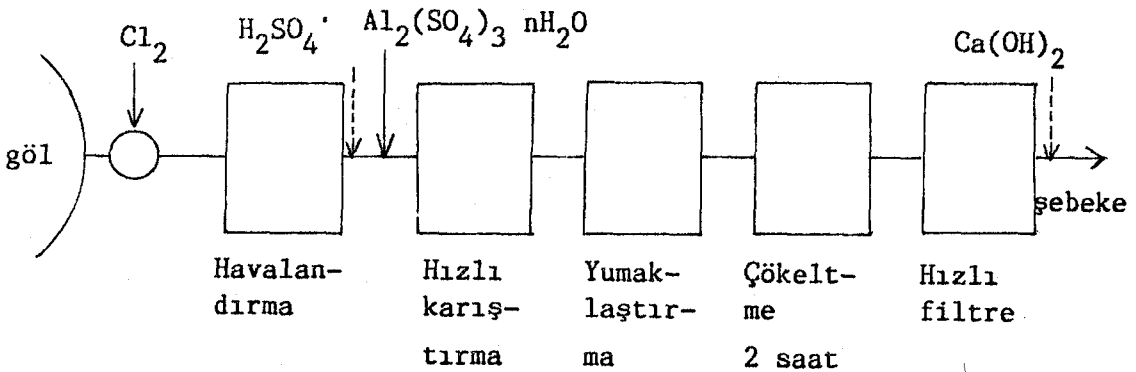 Cl₂
H₂SO₄
Al₂(SO₄)₃ nH₂O
Ca(OH)₂
göl
şebeke
Havalan-
dırma
Hızlı
karış-
tırma
Yumak-
laştır-
ma
Çökelt-
me
2 saat
Hızlı
filtre